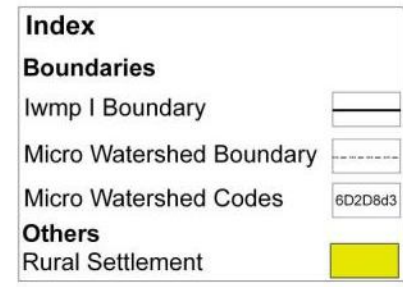 Index
Boundaries
Iwmp I Boundary
Micro Watershed Boundary
Micro Watershed Codes 6D2D8d3
Others
Rural Settlement